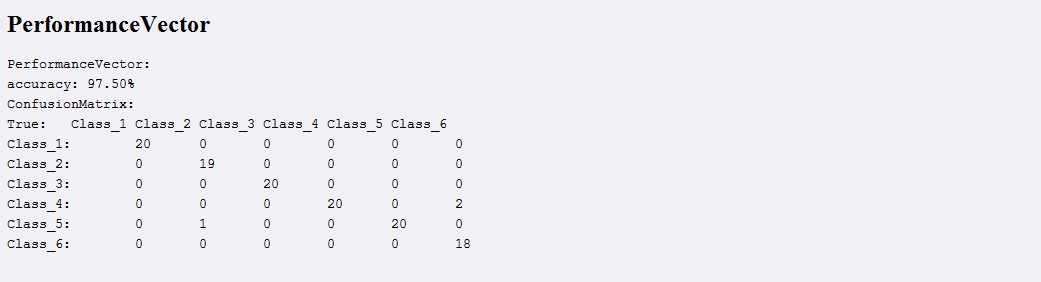 PerformanceVector
PerformanceVector:
accuracy: 97.50%
ConfusionMatrix:
True: Class_1 Class_2 Class_3 Class_4 Class_5 Class_6
Class_1: 20 0 0 0 0 0
Class_2: 0 19 0 0 0 0
Class_3: 0 0 20 0 0 0
Class_4: 0 0 0 20 0 2
Class_5: 0 1 0 0 20 0
Class_6: 0 0 0 0 0 18